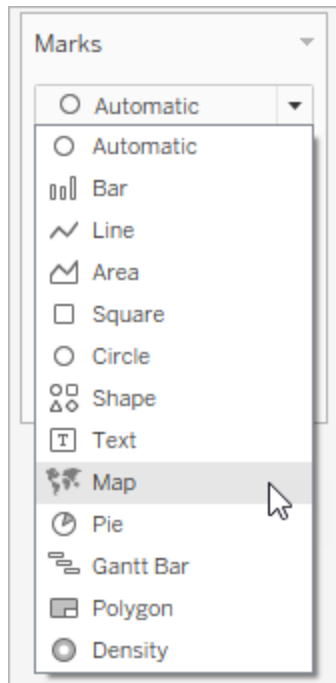 Marks
Automatic
Automatic
Bar
Line
Area
Square
Circle
Shape
T Text
Map
Pie
Gantt Bar
Polygon
Density